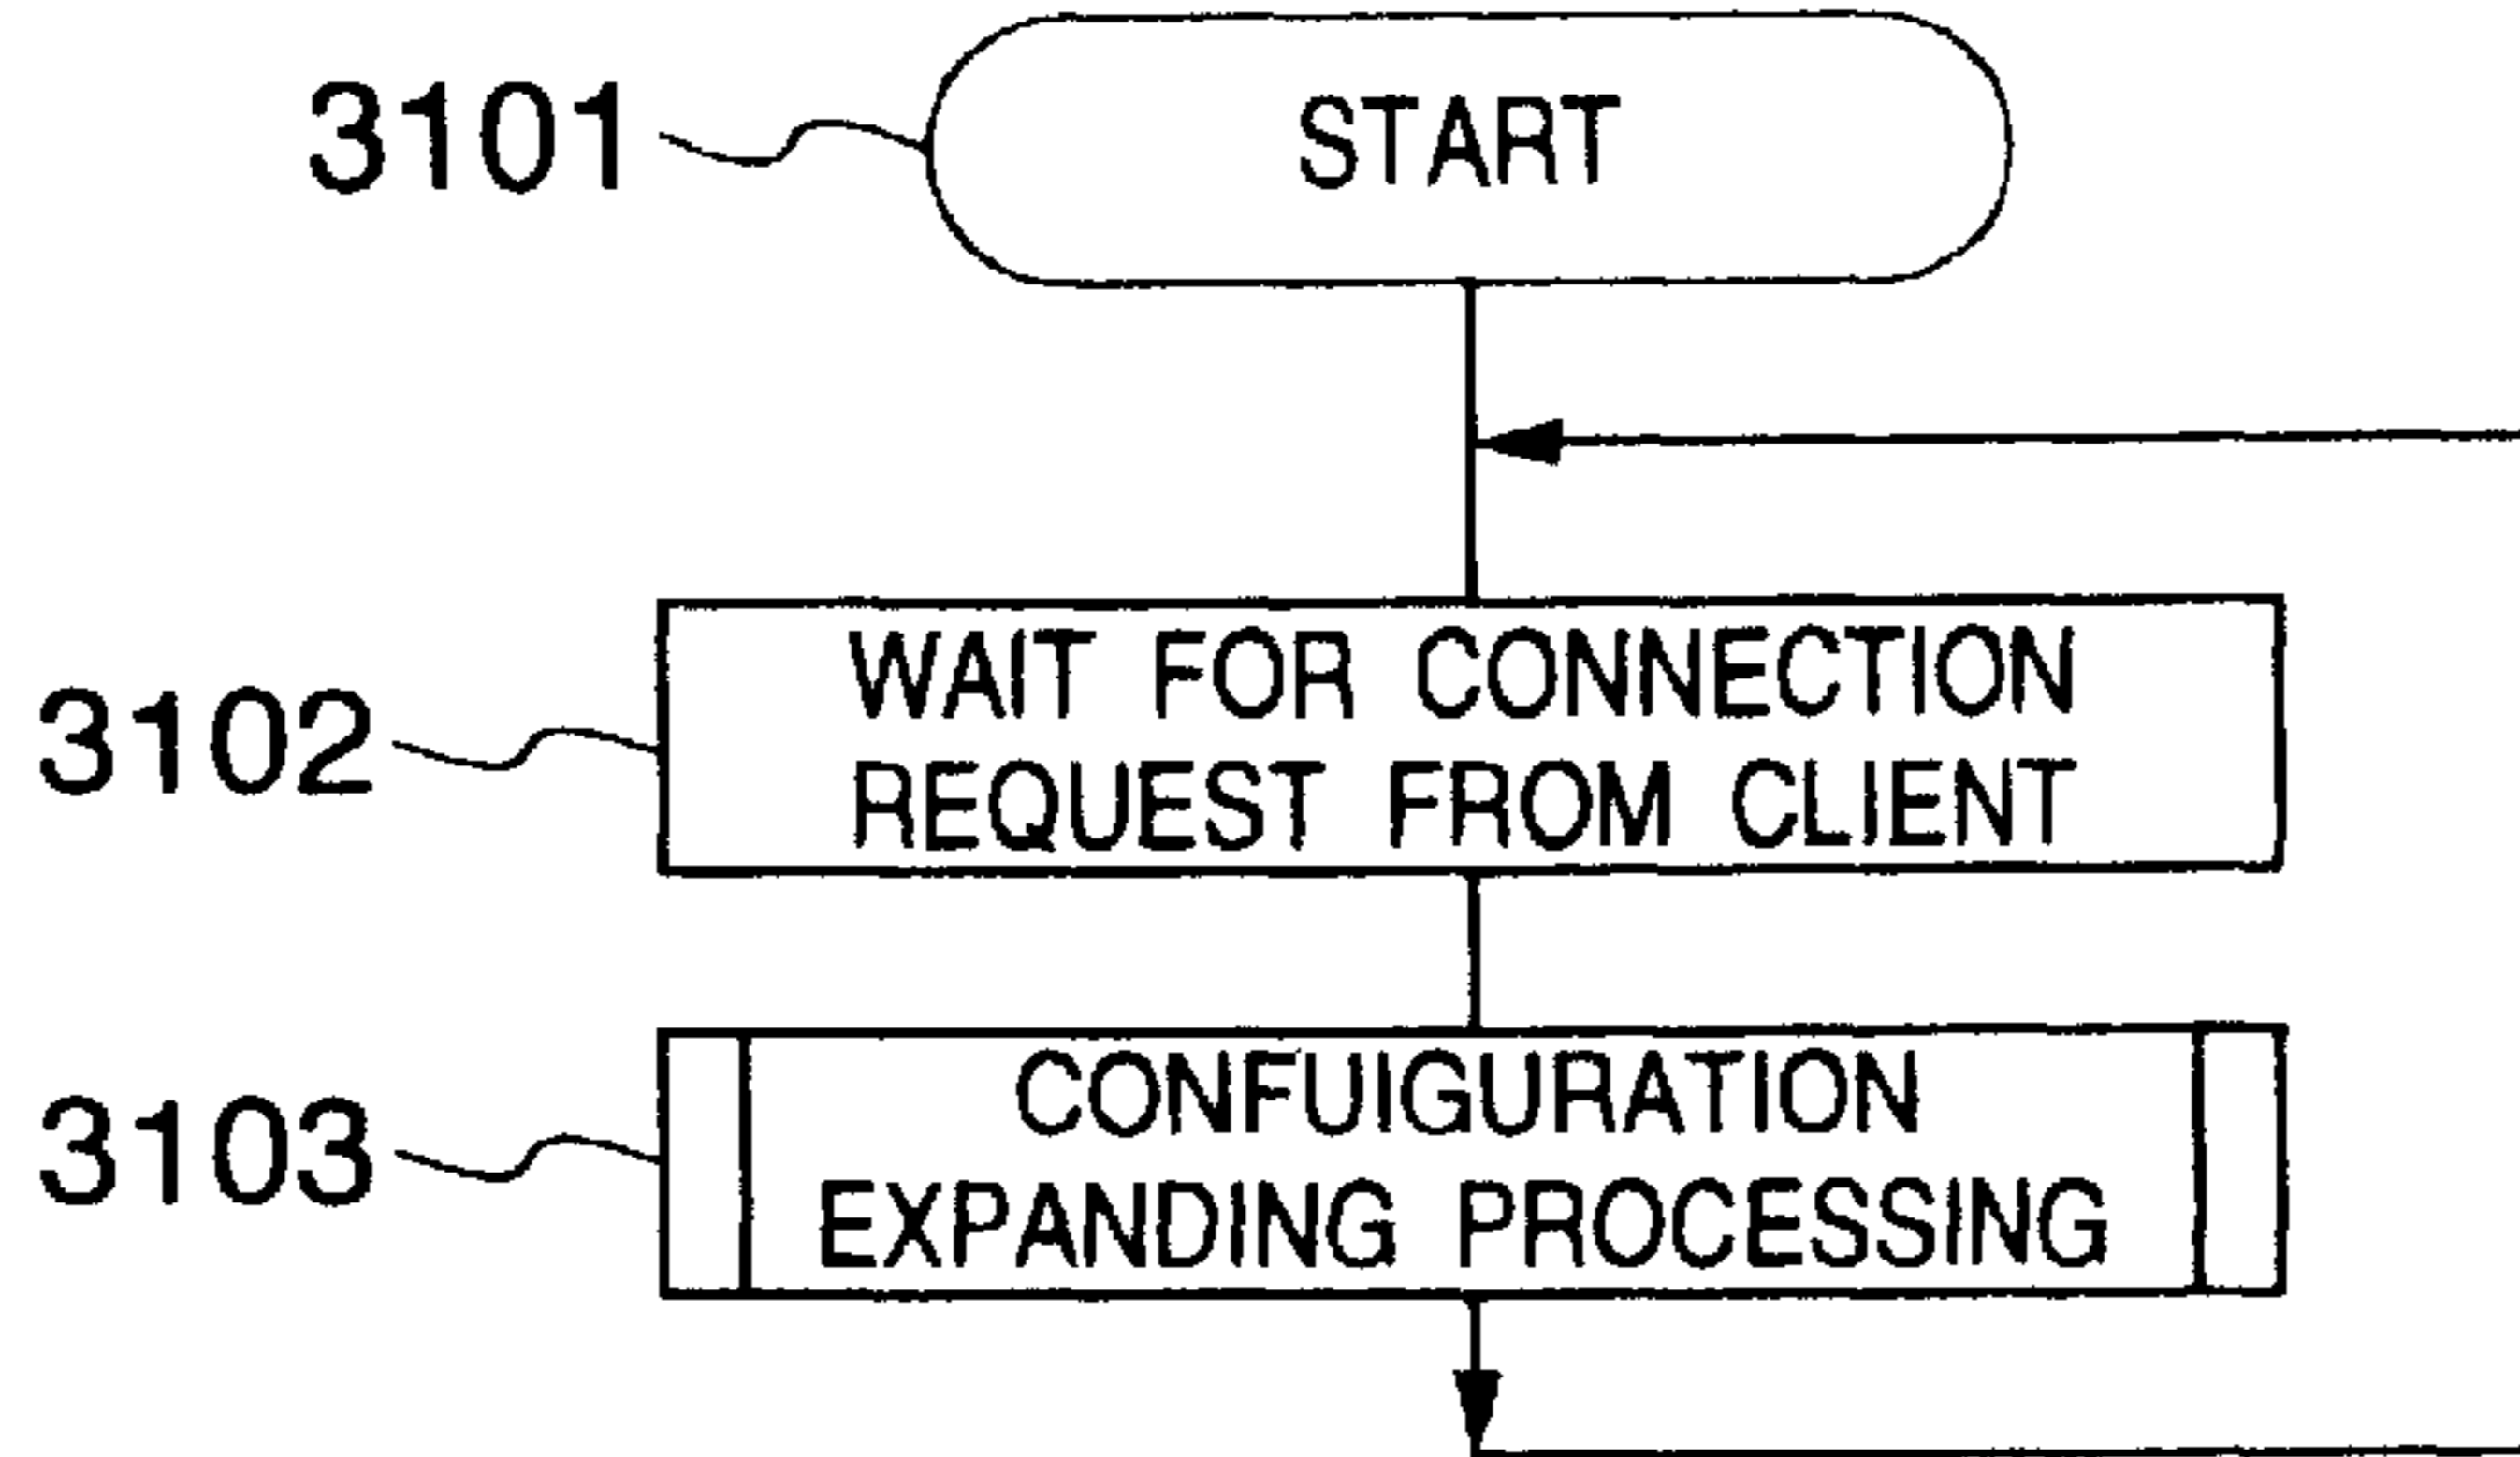 3101
START
3102
WAIT FOR CONNECTION
REQUEST FROM CLIENT
3103
CONFUIGURATION
EXPANDING PROCESSING